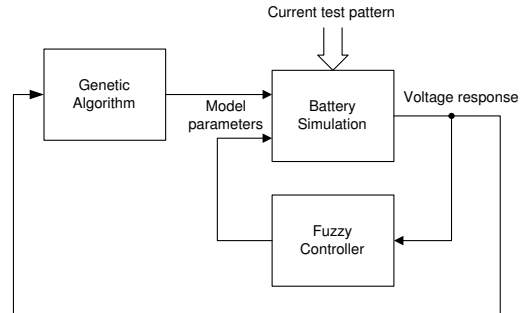 Current test pattern
Genetic
Algorithm
Model
parameters
Battery
Simulation
Voltage response
Fuzzy
Controller